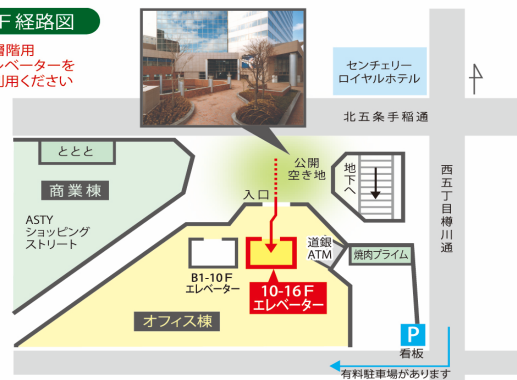 F経路図
層階用
ベーターを
利用ください
センチェリー
ロイヤルホテル
北五条手稲通
ととと
商業棟
公開
空き地
地下へ
入口
西五丁目樽川通
ASTY
ショッピング
ストリート
道銀
ATM
焼肉プライム
B1-10F
エレベーター
10-16F
エレベーター
オフィス棟
P
看板
有料駐車場があります